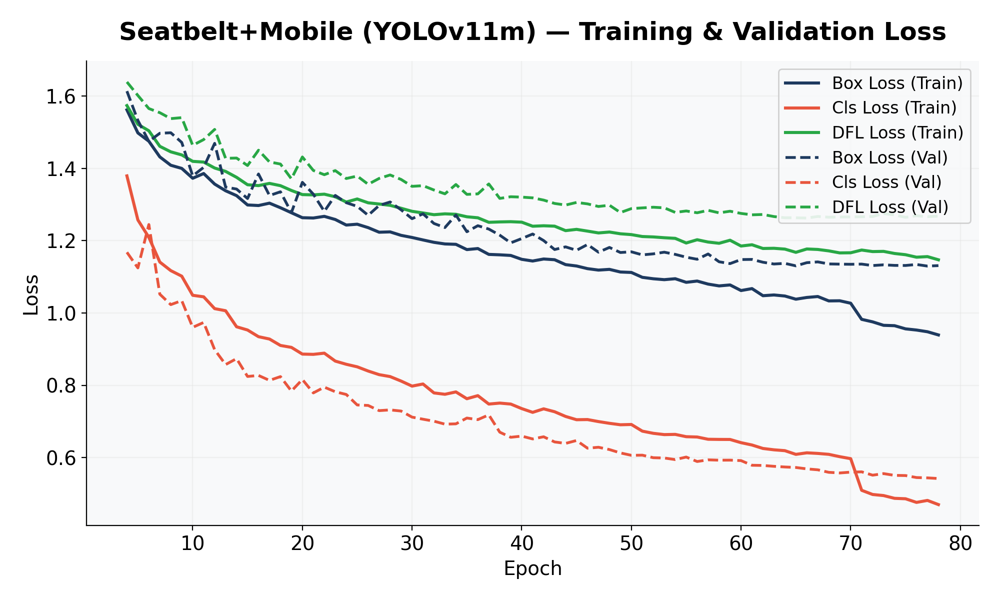 Seatbelt+Mobile (YOLOv11m) — Training & Validation Loss
Box Loss (Train)
Cls Loss (Train)
DFL Loss (Train)
Box Loss (Val)
Cls Loss (Val)
DFL Loss (Val)
Loss
1.6
1.4
1.2
1.0
0.8
0.6
10 20 30 40 50 60 70 80
Epoch